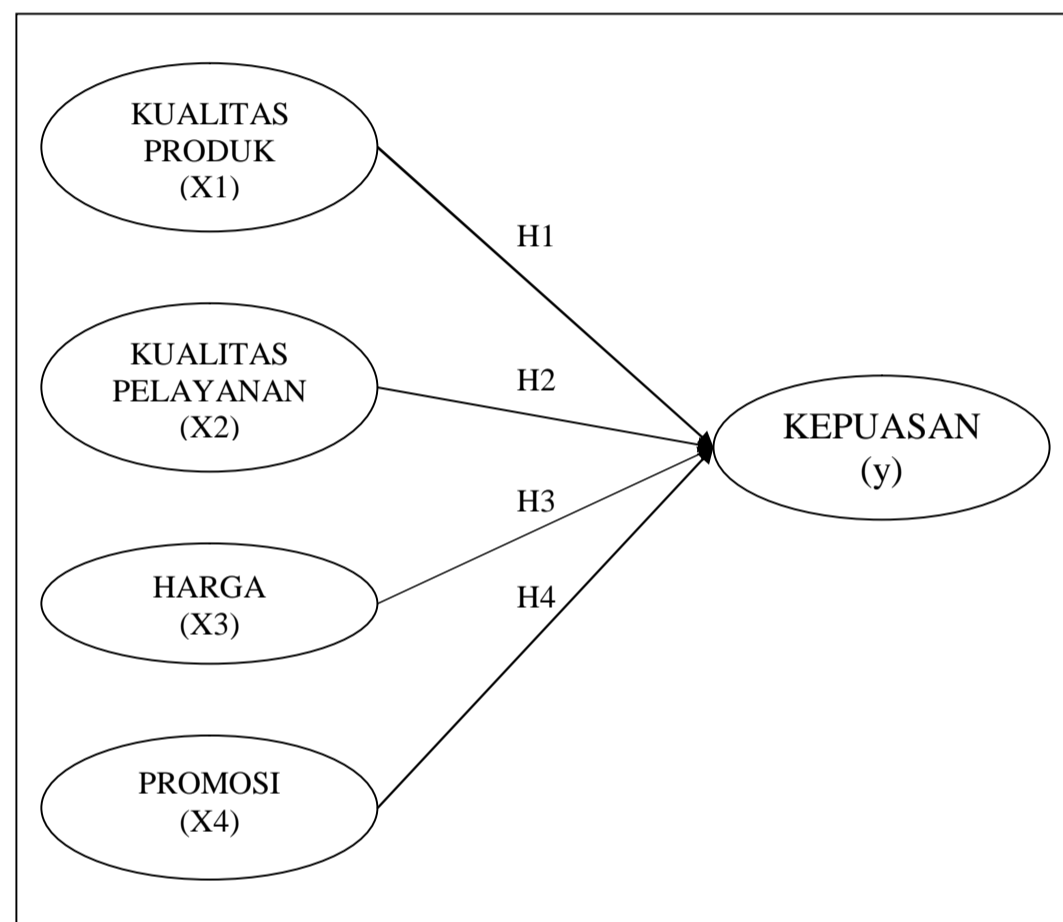 KUALITAS
PRODUK
(X1)
H1
KUALITAS
PELAYANAN
(X2)
H2
KEPUASAN
(y)
H3
HARGA
(X3)
H4
PROMOSI
(X4)